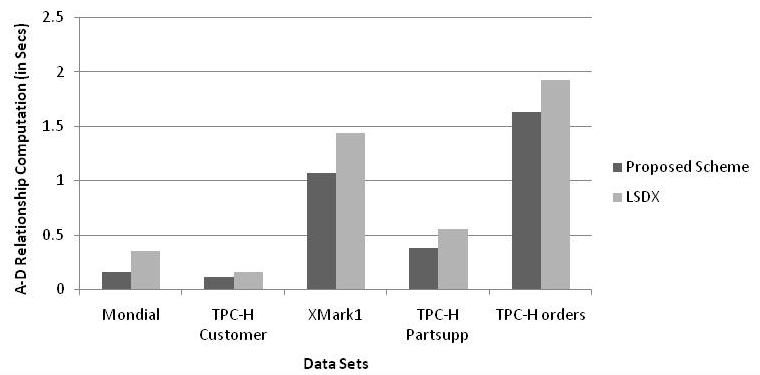 A-D Relationship Computation (in Secs)
2.5
2
1.5
1
0.5
0
Mondial
TPC-H
Customer
XMark1
TPC-H
Partsupp
TPC-H orders
Data Sets
Proposed Scheme
LSDX